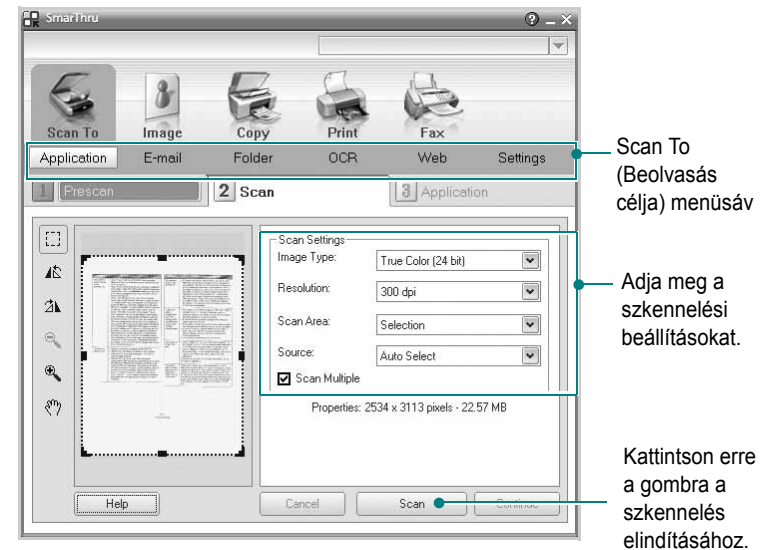 SmarThru
Scan To Image Copy Print Fax
Application E-mail Folder OCR Web Settings
1 Prescan 2 Scan 3 Application
Scan Settings
Image Type: True Color (24 bit)
Resolution: 300 dpi
Scan Area: Selection
Source: Auto Select
Scan Multiple
Properties: 2534 x 3113 pixels - 22.57 MB
Help Cancel Scan Continue
Scan To
(Beolvasás
célja) menüsáv
Adja meg a
szkennelési
beállításokat.
Kattintson erre
a gombra a
szkennelés
elindításához.